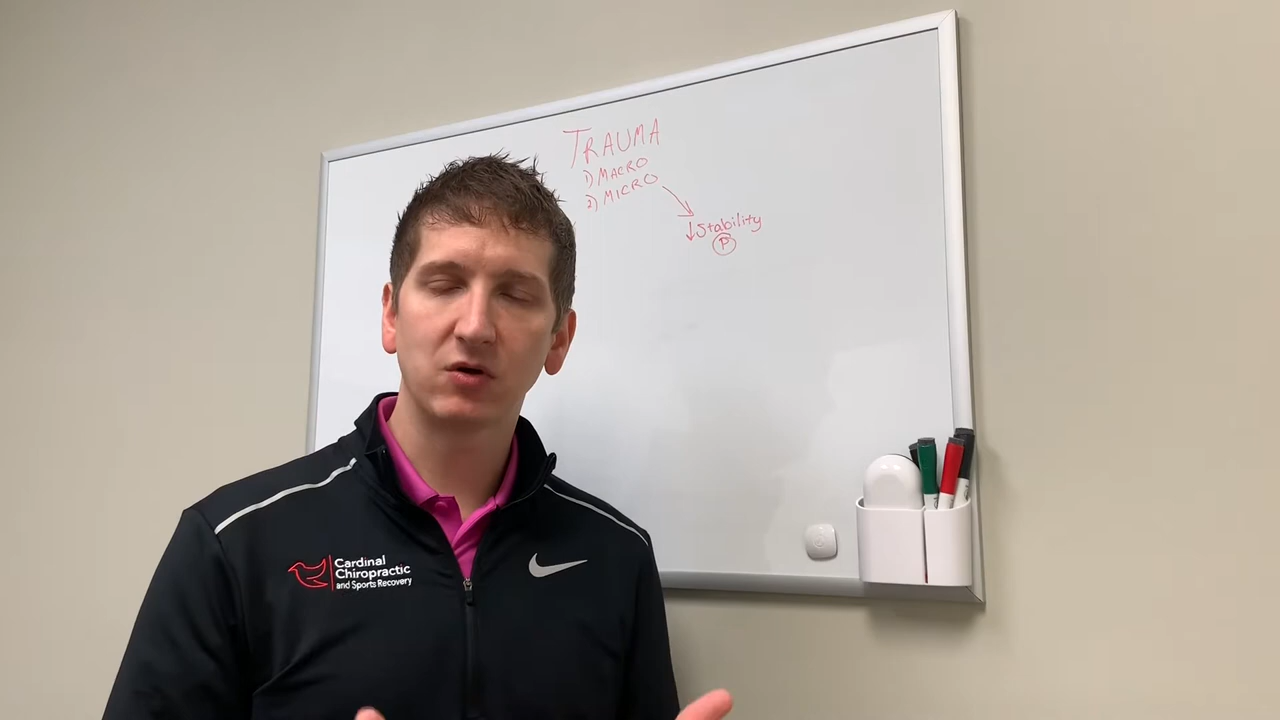 TRAUMA
1) MACRO
2) MICRO
↓ Stability
P
Cardinal
Chiropractic
and Sports Recovery